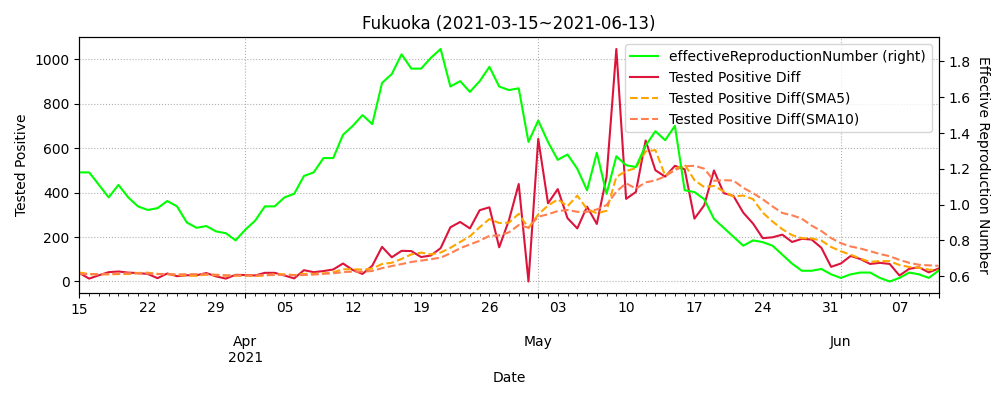 Fukuoka (2021-03-15~2021-06-13)
effectiveReproductionNumber (right)
Tested Positive Diff
Tested Positive Diff(SMA5)
Tested Positive Diff(SMA10)
Tested Positive
1000
800
600
400
200
0
1.8
1.6
1.4
1.2
1.0
0.8
0.6
Effective Reproduction Number
15 22 29 05 12 19 26 03 10 17 24 31 07
Apr May Jun
2021
Date